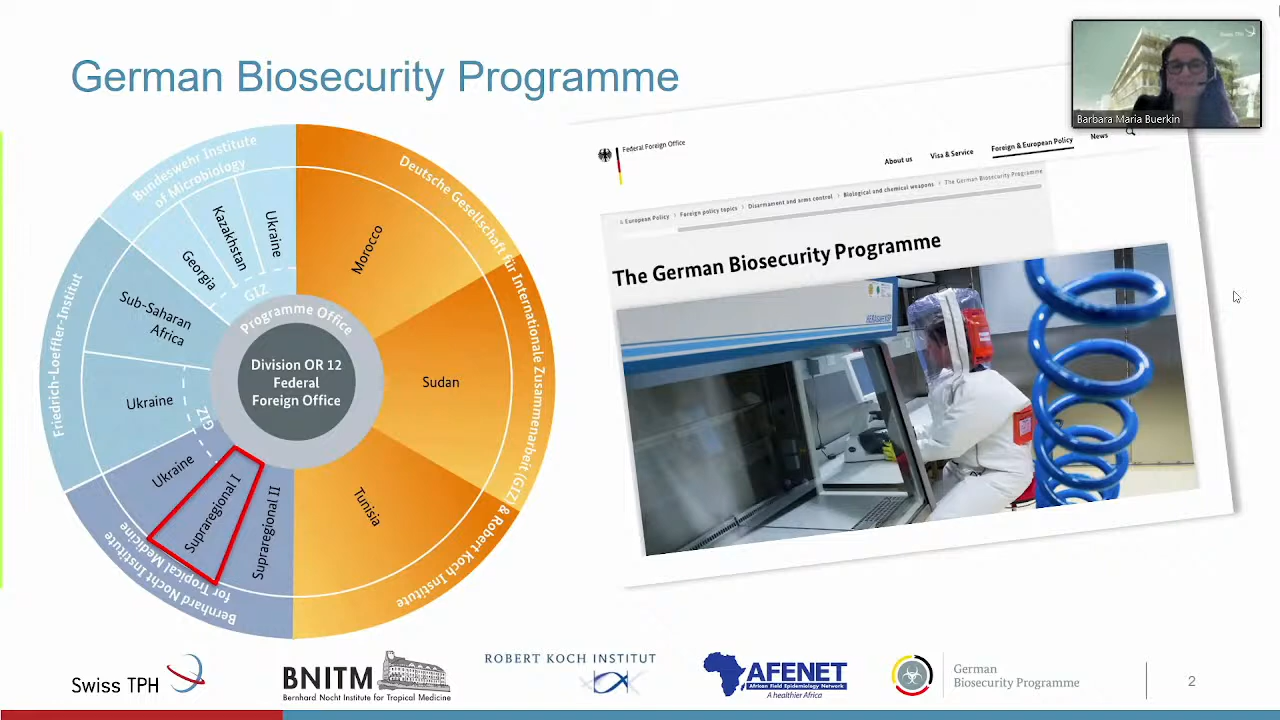 German Biosecurity Programme
Swiss TPH
Barbara Maria Buerkin
Federal Foreign Office
About us
Visa & Service
Foreign & European Policy
News
& European Policy > Foreign policy topics > Disarmament and arms control > Biological and chemical weapons > The German Biosecurity Programme
The German Biosecurity Programme
Bundeswehr Institute
of Microbiology
Georgia
Kazakhstan
Ukraine
GIZ
Friedrich-Loeffler-Institut
Sub-Saharan
Africa
Ukraine
GIZ
Bernhard Nocht Institute
for Tropical Medicine
Ukraine
Supraregional I
Supraregional II
Deutsche Gesellschaft für Internationale Zusammenarbeit (GIZ) & Robert Koch Institute
Morocco
Sudan
Tunisia
Programme Office
Division OR 12
Federal
Foreign Office
Swiss TPH
BNITM
Bernhard Nocht Institute for Tropical Medicine
ROBERT KOCH INSTITUT
AFENET
African Field Epidemiology Network
A healthier Africa
German
Biosecurity Programme
2